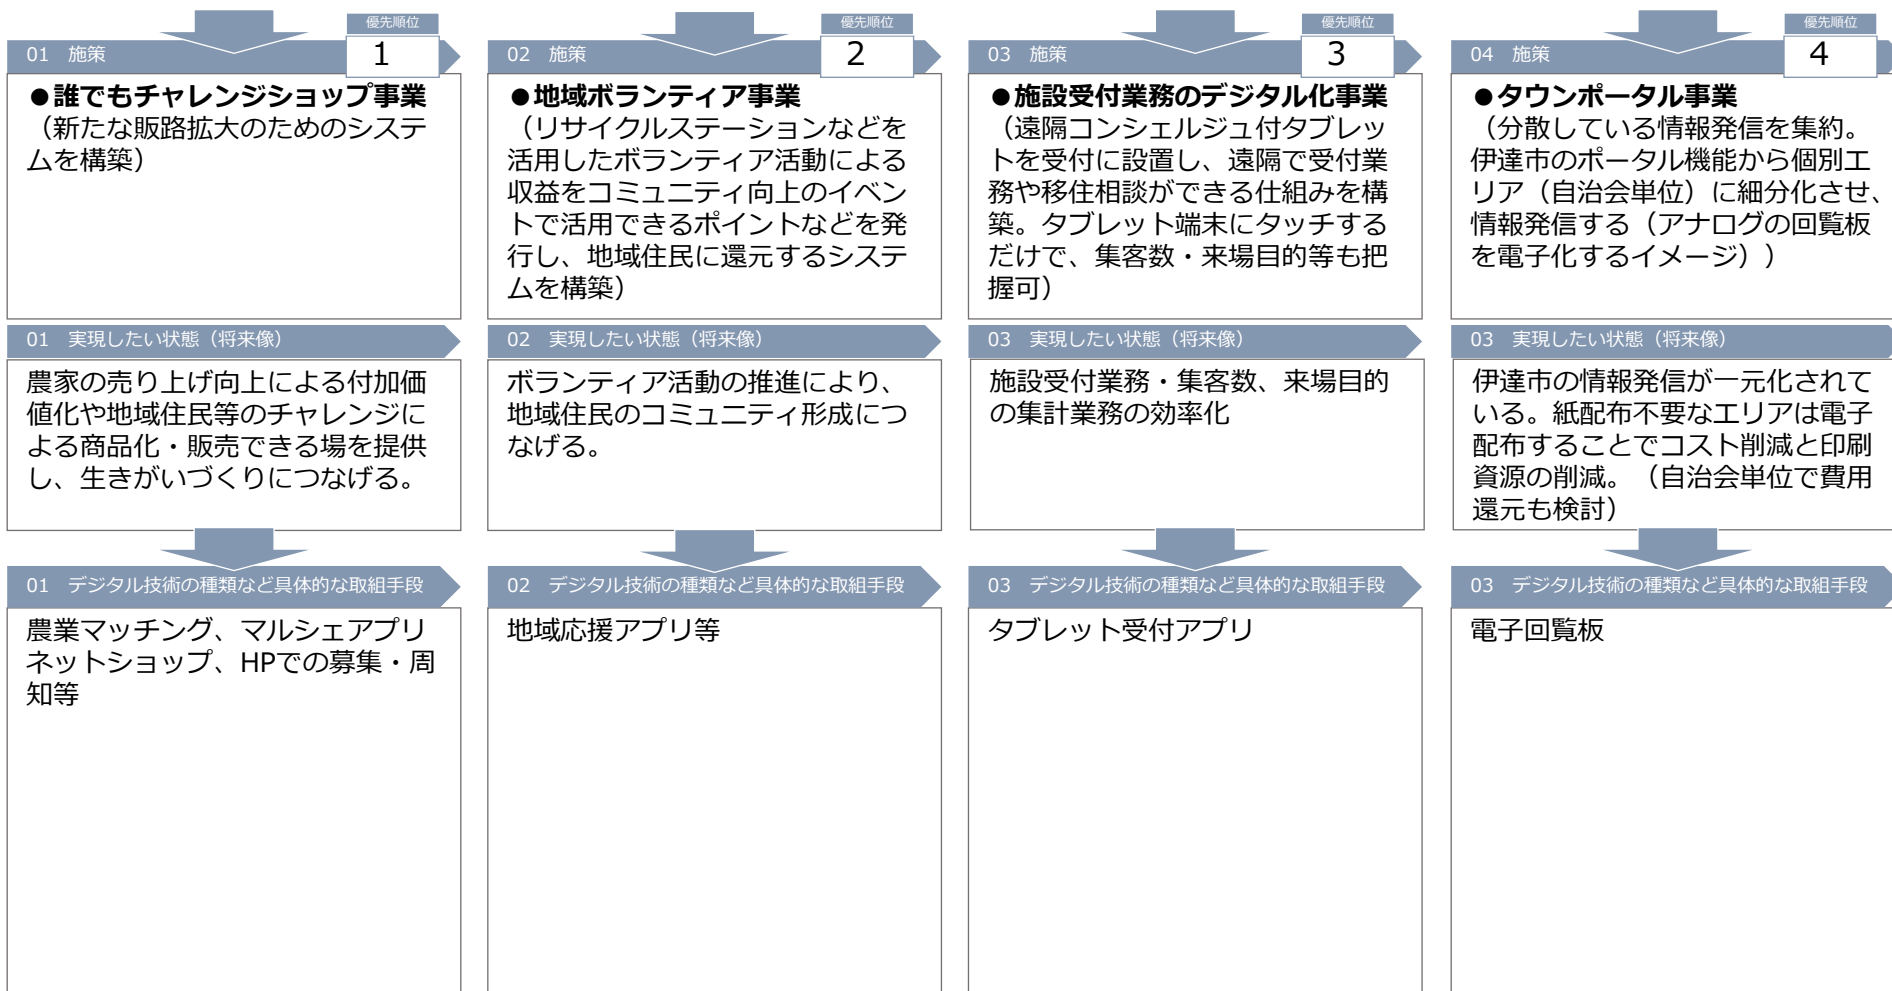 優先順位
01 施策
1
●誰でもチャレンジショップ事業
（新たな販路拡大のためのシステ
ムを構築）
01 実現したい状態（将来像）
農家の売り上げ向上による付加価
値化や地域住民等のチャレンジに
よる商品化・販売できる場を提供
し、生きがいづくりにつなげる。
01 デジタル技術の種類など具体的な取組手段
農業マッチング、マルシェアプリ
ネットショップ、HPでの募集・周
知等
優先順位
02 施策
2
●地域ボランティア事業
（リサイクルステーションなどを
活用したボランティア活動による
収益をコミュニティ向上のイベン
トで活用できるポイントなどを発
行し、地域住民に還元するシステ
ムを構築）
02 実現したい状態（将来像）
ボランティア活動の推進により、
地域住民のコミュニティ形成につ
なげる。
02 デジタル技術の種類など具体的な取組手段
地域応援アプリ等
優先順位
03 施策
3
●施設受付業務のデジタル化事業
（遠隔コンシェルジュ付タブレッ
トを受付に設置し、遠隔で受付業
務や移住相談ができる仕組みを構
築。タブレット端末にタッチする
だけで、集客数・来場目的等も把
握可）
03 実現したい状態（将来像）
施設受付業務・集客数、来場目的
の集計業務の効率化
03 デジタル技術の種類など具体的な取組手段
タブレット受付アプリ
優先順位
04 施策
4
●タウンポータル事業
（分散している情報発信を集約。
伊達市のポータル機能から個別エ
リア（自治会単位）に細分化させ、
情報発信する（アナログの回覧板
を電子化するイメージ））
03 実現したい状態（将来像）
伊達市の情報発信が一元化されて
いる。紙配布不要なエリアは電子
配布することでコスト削減と印刷
資源の削減。（自治会単位で費用
還元も検討）
03 デジタル技術の種類など具体的な取組手段
電子回覧板